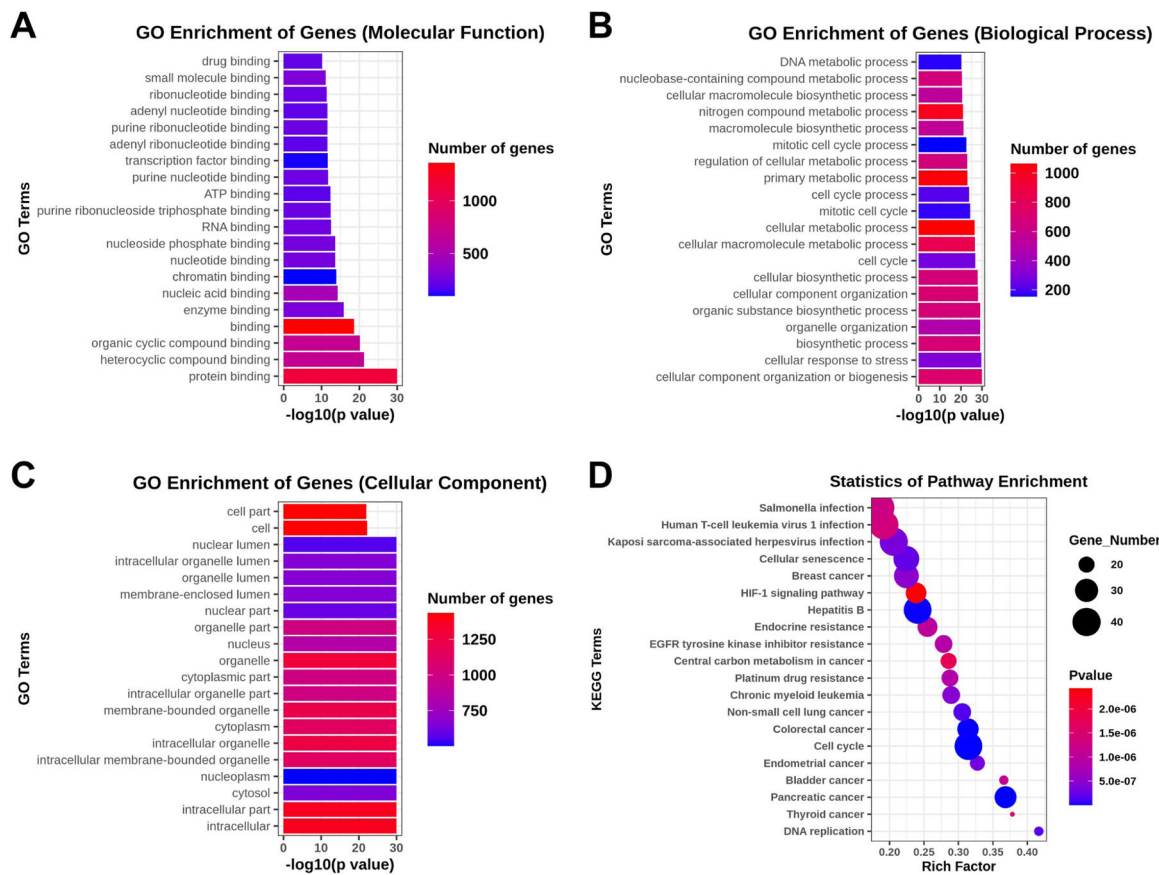 A
GO Enrichment of Genes (Molecular Function)
drug binding
small molecule binding
ribonucleotide binding
adenyl nucleotide binding
purine ribonucleotide binding
adenyl ribonucleotide binding
transcription factor binding
purine nucleotide binding
ATP binding
purine ribonucleoside triphosphate binding
RNA binding
nucleoside phosphate binding
nucleotide binding
chromatin binding
nucleic acid binding
enzyme binding
binding
organic cyclic compound binding
heterocyclic compound binding
protein binding
GO Terms
0 10 20 30
-log10(p value)
Number of genes
1000
500
B
GO Enrichment of Genes (Biological Process)
DNA metabolic process
nucleobase-containing compound metabolic process
cellular macromolecule biosynthetic process
nitrogen compound metabolic process
macromolecule biosynthetic process
mitotic cell cycle process
regulation of cellular metabolic process
primary metabolic process
cell cycle process
mitotic cell cycle
cellular metabolic process
cellular macromolecule metabolic process
cell cycle
cellular biosynthetic process
cellular component organization
organic substance biosynthetic process
organelle organization
biosynthetic process
cellular response to stress
cellular component organization or biogenesis
GO Terms
0 10 20 30
-log10(p value)
Number of genes
1000
800
600
400
200
C
GO Enrichment of Genes (Cellular Component)
cell part
cell
nuclear lumen
intracellular organelle lumen
organelle lumen
membrane-enclosed lumen
nuclear part
organelle part
nucleus
organelle
cytoplasmic part
intracellular organelle part
membrane-bounded organelle
cytoplasm
intracellular organelle
intracellular membrane-bounded organelle
nucleoplasm
cytosol
intracellular part
intracellular
GO Terms
0 10 20 30
-log10(p value)
Number of genes
1250
1000
750
D
Statistics of Pathway Enrichment
Salmonella infection
Human T-cell leukemia virus 1 infection
Kaposi sarcoma-associated herpesvirus infection
Cellular senescence
Breast cancer
HIF-1 signaling pathway
Hepatitis B
Endocrine resistance
EGFR tyrosine kinase inhibitor resistance
Central carbon metabolism in cancer
Platinum drug resistance
Chronic myeloid leukemia
Non-small cell lung cancer
Colorectal cancer
Cell cycle
Endometrial cancer
Bladder cancer
Pancreatic cancer
Thyroid cancer
DNA replication
KEGG Terms
0.20 0.25 0.30 0.35 0.40
Rich Factor
Gene_Number
20
30
40
Pvalue
2.0e-06
1.5e-06
1.0e-06
5.0e-07